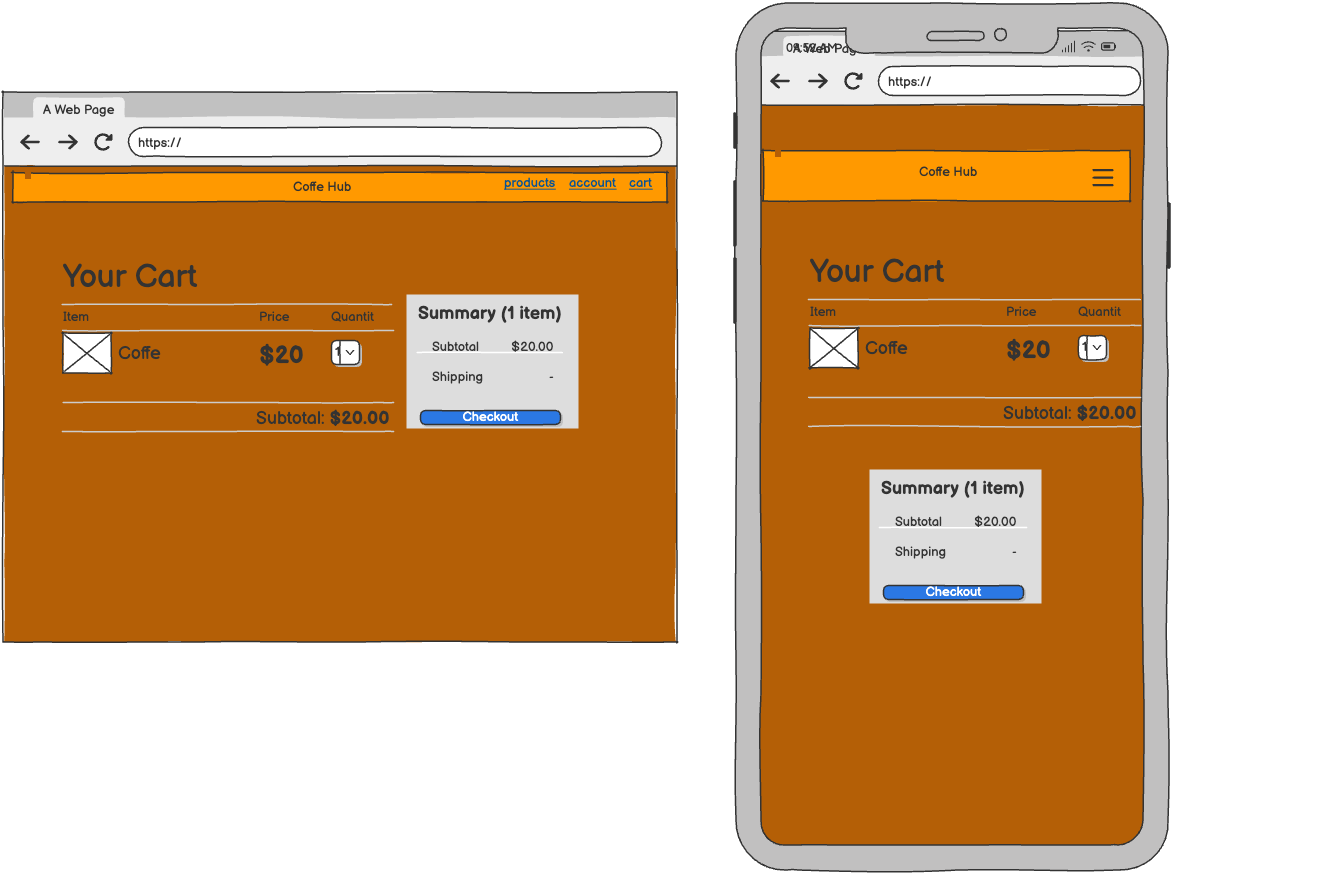 A Web Page
https://
Coffe Hub products account cart
Your Cart
Item Price Quantit
Coffe $20 1
Subtotal: $20.00
Summary (1 item)
Subtotal $20.00
Shipping -
Checkout
A Web Pag
https://
Coffe Hub
Your Cart
Item Price Quantit
Coffe $20 1
Subtotal: $20.00
Summary (1 item)
Subtotal $20.00
Shipping -
Checkout